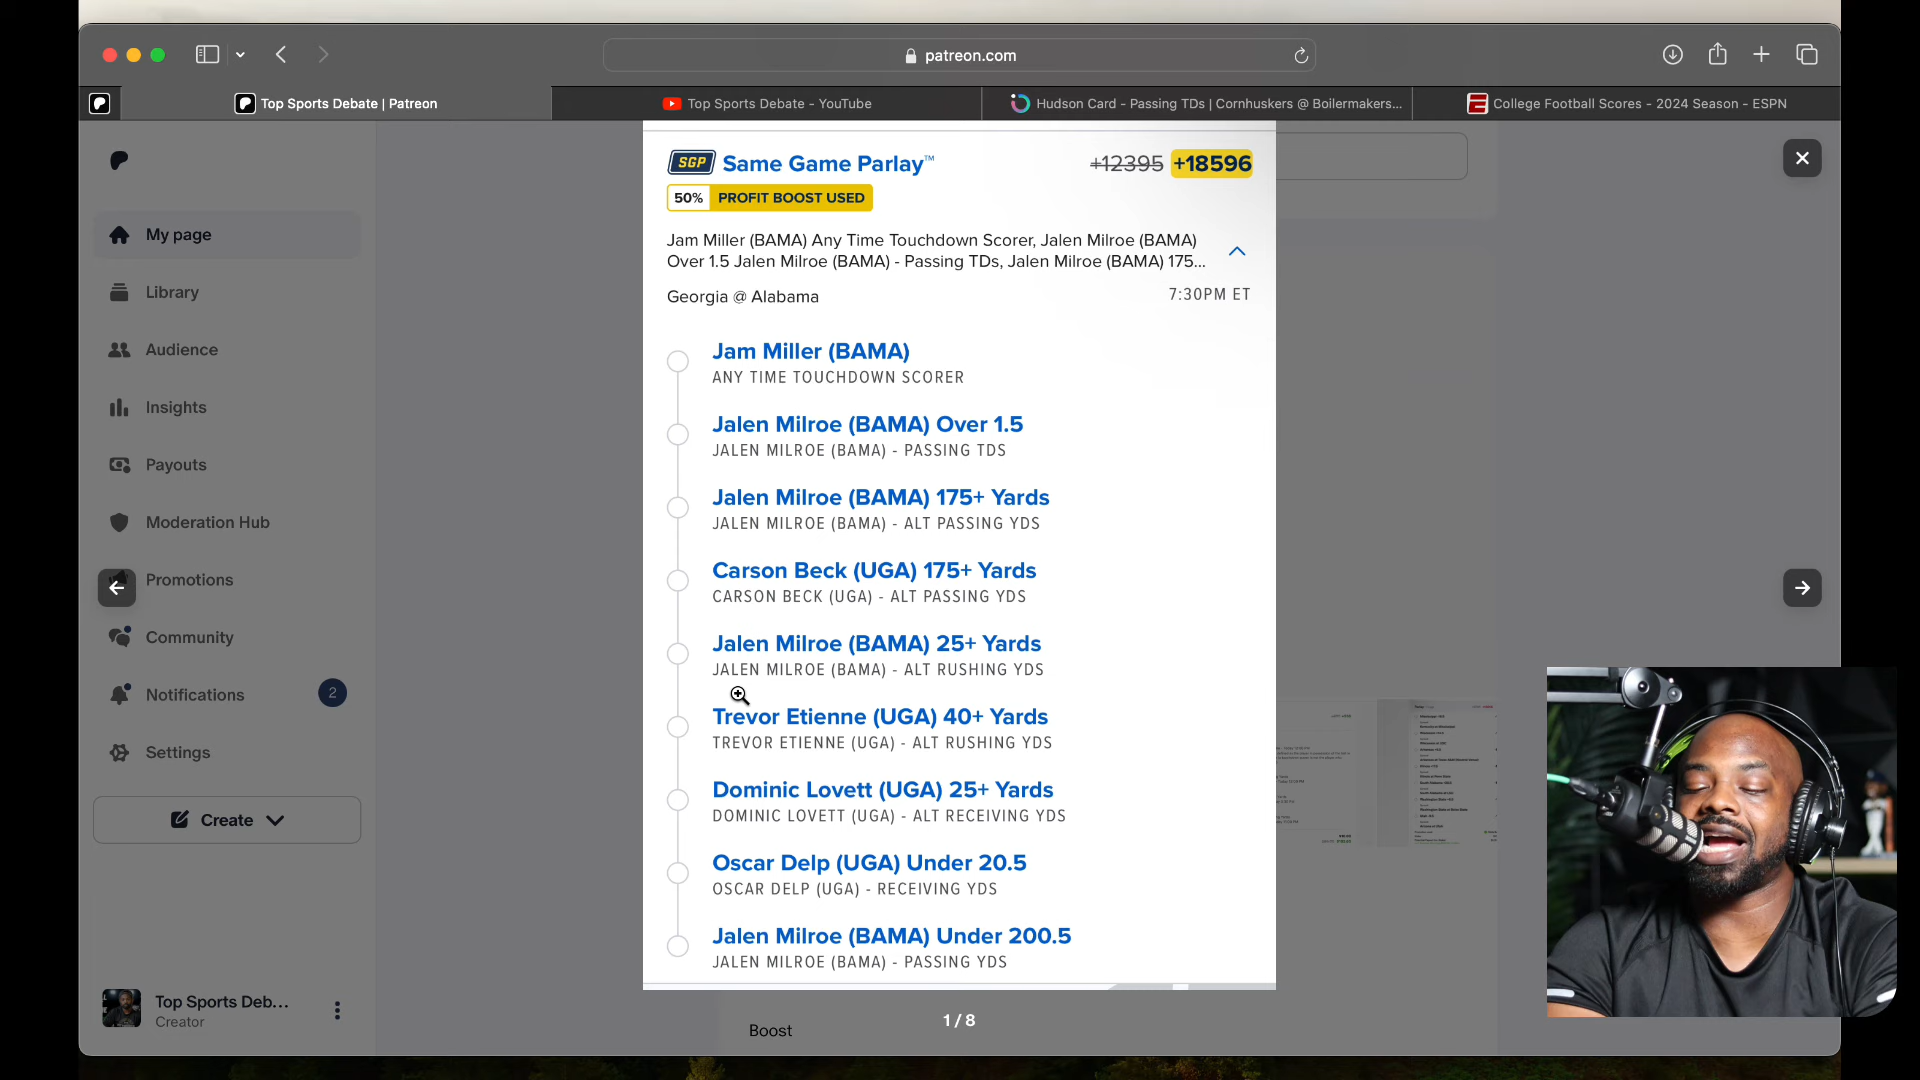 patreon.com
Top Sports Debate | Patreon
Top Sports Debate - YouTube
Hudson Card - Passing TDs | Cornhuskers @ Boilermakers...
College Football Scores - 2024 Season - ESPN
My page
Library
Audience
Insights
Payouts
Moderation Hub
Promotions
Community
Notifications
2
Settings
Create
Top Sports Deb...
Creator
SGP Same Game Parlay™
+12395 +18596
50% PROFIT BOOST USED
Jam Miller (BAMA) Any Time Touchdown Scorer, Jalen Milroe (BAMA)
Over 1.5 Jalen Milroe (BAMA) - Passing TDs, Jalen Milroe (BAMA) 175...
Georgia @ Alabama
7:30PM ET
Jam Miller (BAMA)
ANY TIME TOUCHDOWN SCORER
Jalen Milroe (BAMA) Over 1.5
JALEN MILROE (BAMA) - PASSING TDS
Jalen Milroe (BAMA) 175+ Yards
JALEN MILROE (BAMA) - ALT PASSING YDS
Carson Beck (UGA) 175+ Yards
CARSON BECK (UGA) - ALT PASSING YDS
Jalen Milroe (BAMA) 25+ Yards
JALEN MILROE (BAMA) - ALT RUSHING YDS
Trevor Etienne (UGA) 40+ Yards
TREVOR ETIENNE (UGA) - ALT RUSHING YDS
Dominic Lovett (UGA) 25+ Yards
DOMINIC LOVETT (UGA) - ALT RECEIVING YDS
Oscar Delp (UGA) Under 20.5
OSCAR DELP (UGA) - RECEIVING YDS
Jalen Milroe (BAMA) Under 200.5
JALEN MILROE (BAMA) - PASSING YDS
1 / 8
Boost